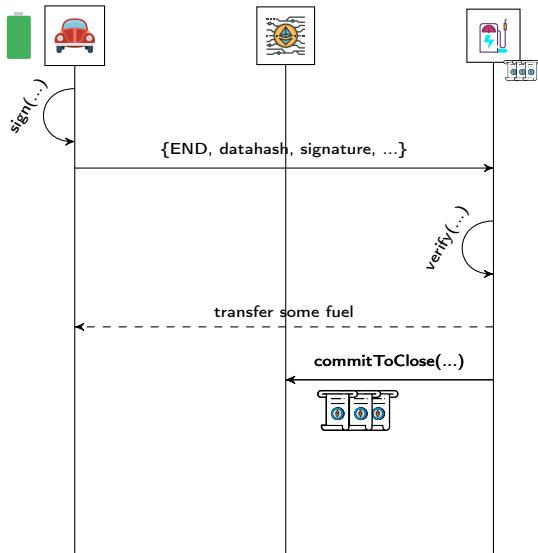 sign(...)
{END, datahash, signature, ...}
verify(...)
transfer some fuel
commitToClose(...)